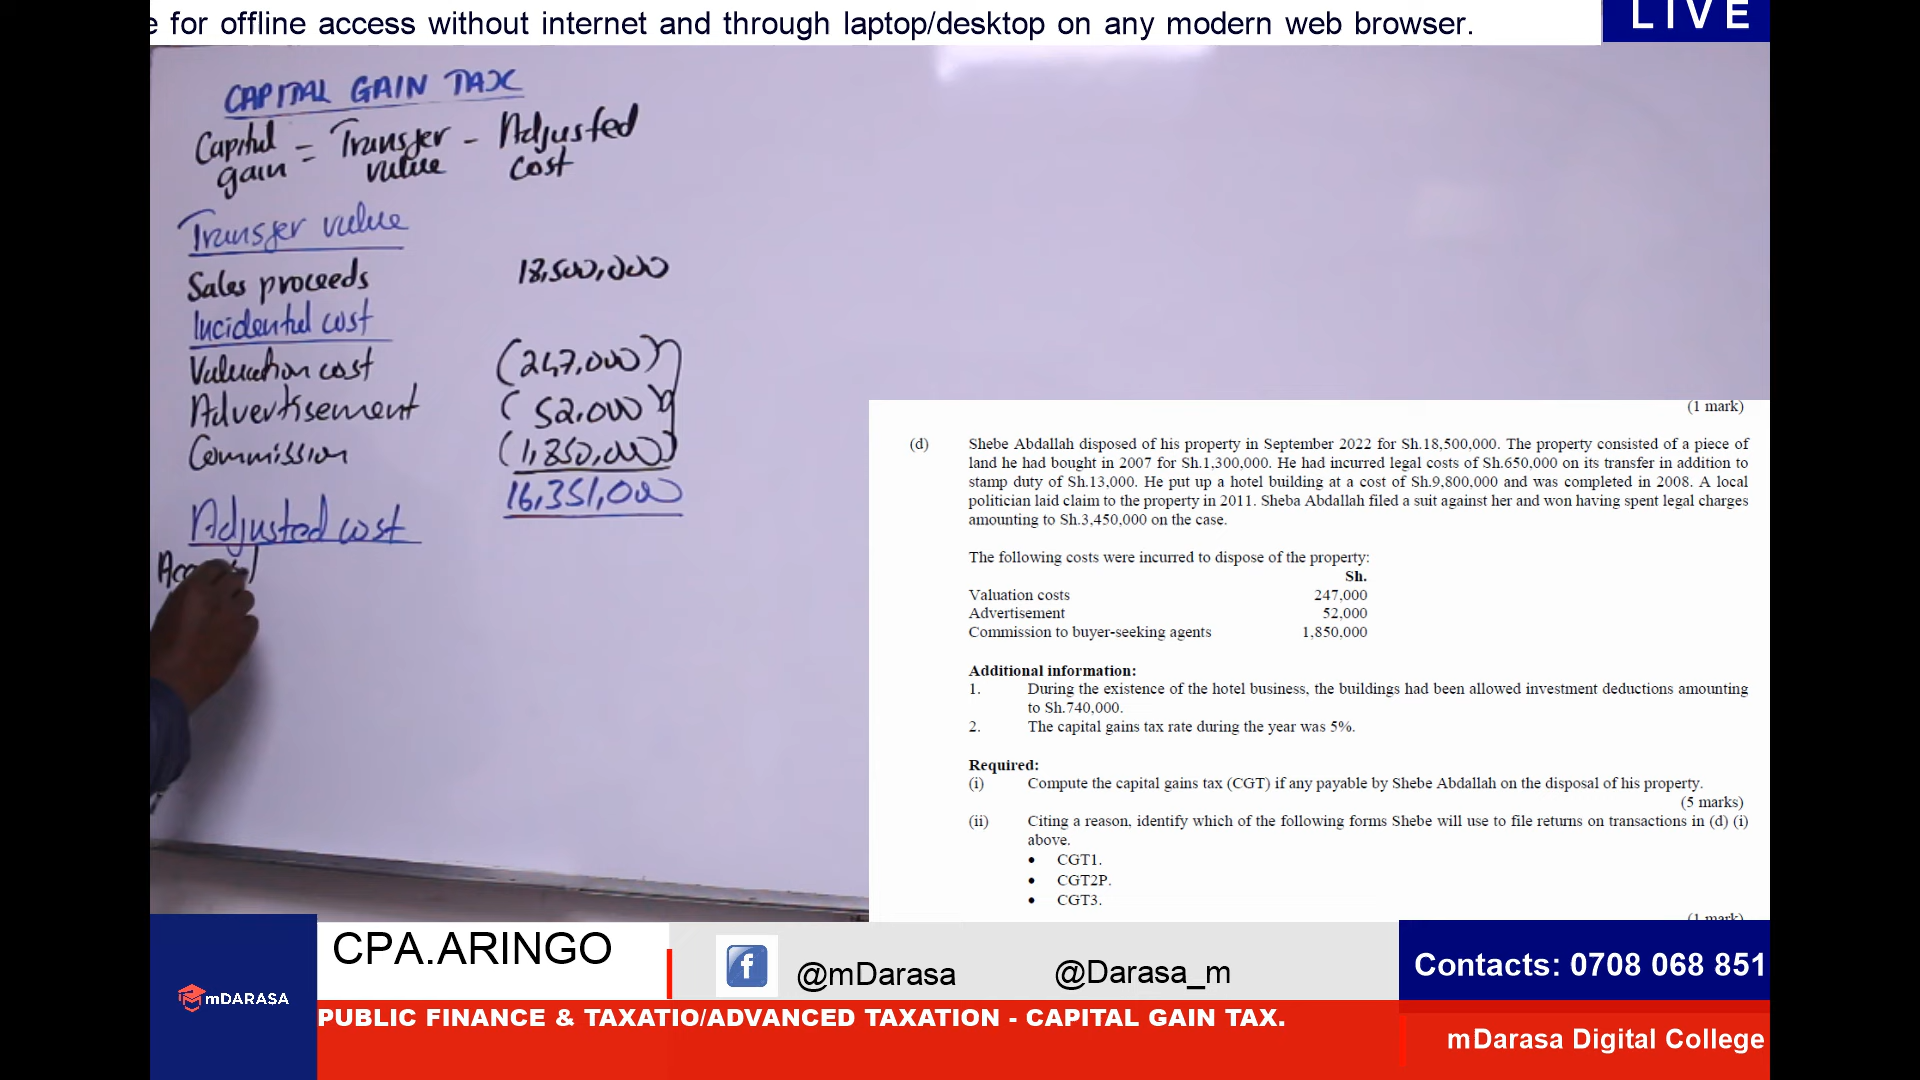 e for offline access without internet and through laptop/desktop on any modern web browser.
LIVE
CAPITAL GAIN TAX
Capital gain = Transfer value - Adjusted cost
Transfer value
Sales proceeds 18,500,000
Incidental cost
Valuation cost (247,000)
Advertisement (52,000)
Commission (1,850,000)
16,351,000
Adjusted cost
(1 mark)
(d) Shebe Abdallah disposed of his property in September 2022 for Sh.18,500,000. The property consisted of a piece of
land he had bought in 2007 for Sh.1,300,000. He had incurred legal costs of Sh.650,000 on its transfer in addition to
stamp duty of Sh.13,000. He put up a hotel building at a cost of Sh.9,800,000 and was completed in 2008. A local
politician laid claim to the property in 2011. Sheba Abdallah filed a suit against her and won having spent legal charges
amounting to Sh.3,450,000 on the case.
The following costs were incurred to dispose of the property:
Sh.
Valuation costs 247,000
Advertisement 52,000
Commission to buyer-seeking agents 1,850,000
Additional information:
1. During the existence of the hotel business, the buildings had been allowed investment deductions amounting
to Sh.740,000.
2. The capital gains tax rate during the year was 5%.
Required:
(i) Compute the capital gains tax (CGT) if any payable by Shebe Abdallah on the disposal of his property.
(5 marks)
(ii) Citing a reason, identify which of the following forms Shebe will use to file returns on transactions in (d) (i)
above.
• CGT1.
• CGT2P.
• CGT3.
(1 mark)
CPA.ARINGO
f
@mDarasa
@Darasa_m
Contacts: 0708 068 851
mDARASA
PUBLIC FINANCE & TAXATIO/ADVANCED TAXATION - CAPITAL GAIN TAX.
mDarasa Digital College